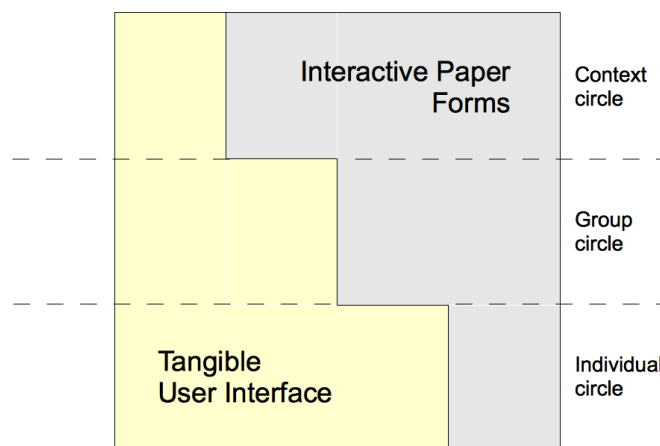 Interactive Paper
Forms
Context
circle
Group
circle
Tangible
User Interface
Individual
circle